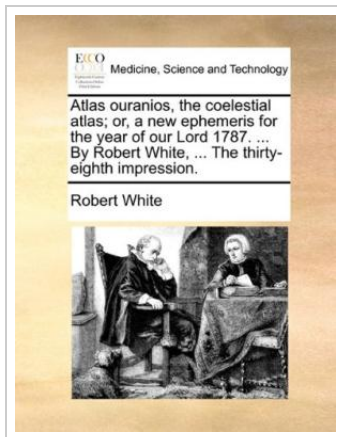 ECCO
Medicine, Science and Technology
Atlas ouranios, the coelestial
atlas; or, a new ephemeris for
the year of our Lord 1787. ...
By Robert White, ... The thirty-
eighth impression.
Robert White